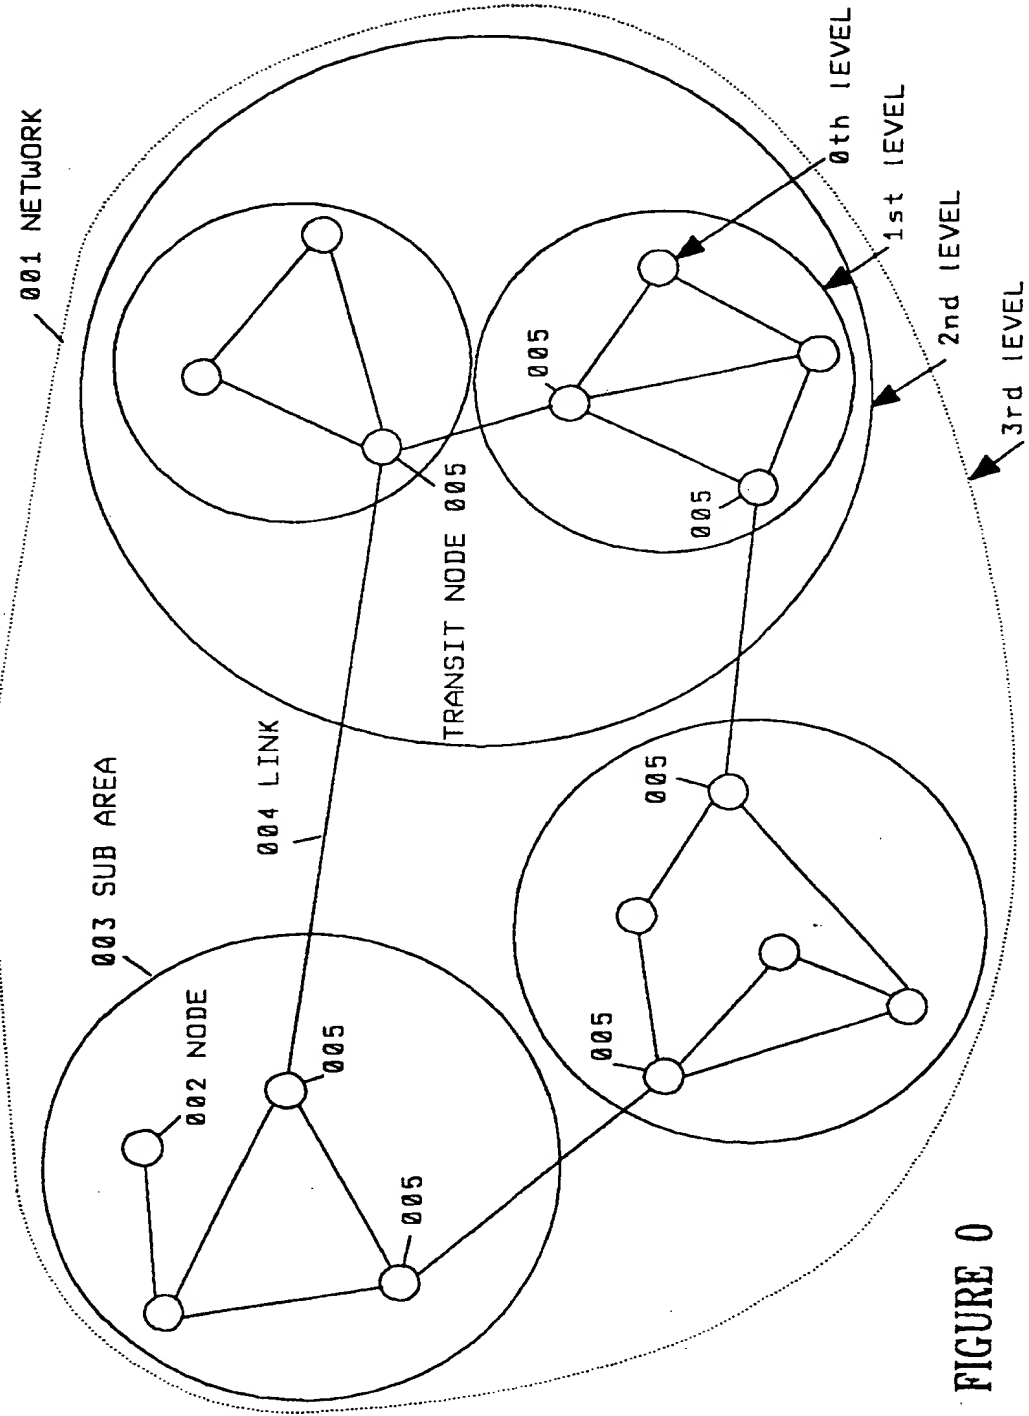 001 NETWORK
003 SUB AREA
002 NODE
004 LINK
005
005
TRANSIT NODE 005
005
005
005
005
0th lEVEL
1st lEVEL
2nd lEVEL
3rd lEVEL
FIGURE 0